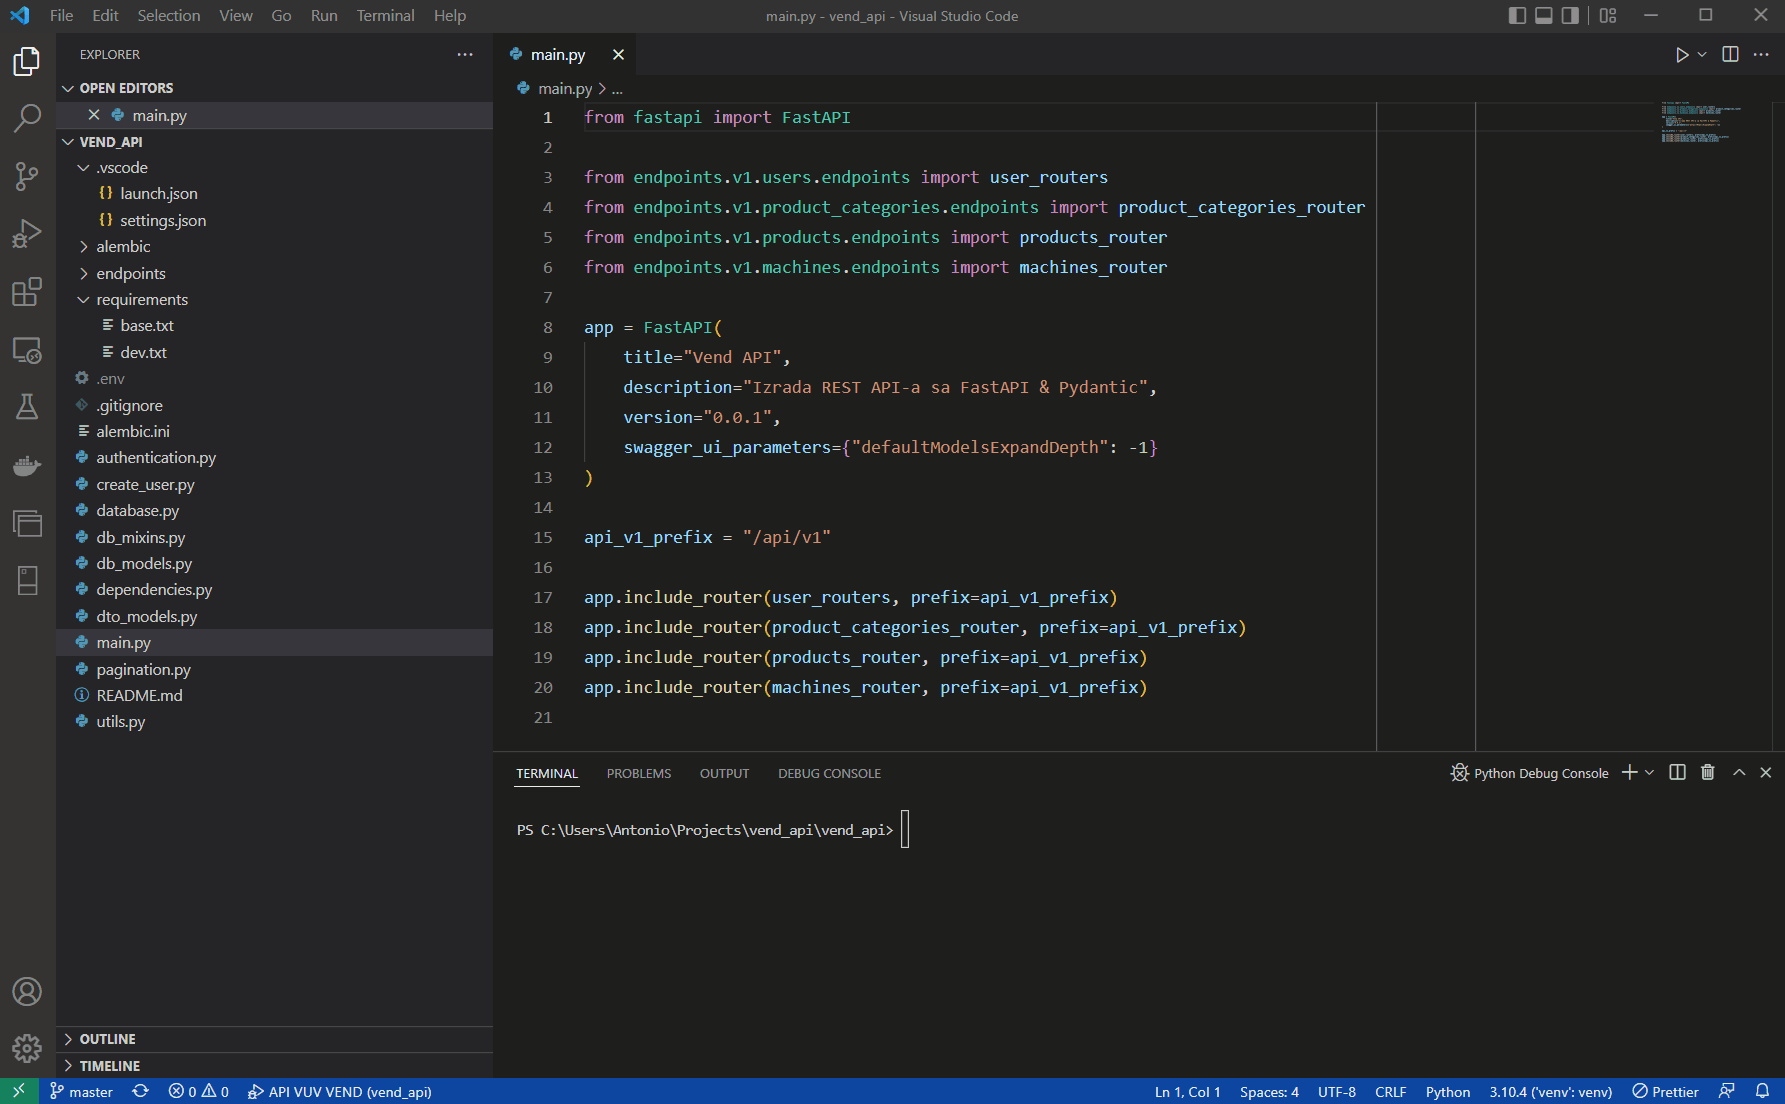 File Edit Selection View Go Run Terminal Help
main.py - vend_api - Visual Studio Code
EXPLORER
OPEN EDITORS
main.py
VEND_API
.vscode
launch.json
settings.json
alembic
endpoints
requirements
base.txt
dev.txt
.env
.gitignore
alembic.ini
authentication.py
create_user.py
database.py
db_mixins.py
db_models.py
dependencies.py
dto_models.py
main.py
pagination.py
README.md
utils.py
OUTLINE
TIMELINE
main.py
main.py > ...
1 from fastapi import FastAPI
2
3 from endpoints.v1.users.endpoints import user_routers
4 from endpoints.v1.product_categories.endpoints import product_categories_router
5 from endpoints.v1.products.endpoints import products_router
6 from endpoints.v1.machines.endpoints import machines_router
7
8 app = FastAPI(
9     title="Vend API",
10     description="Izrada REST API-a sa FastAPI & Pydantic",
11     version="0.0.1",
12     swagger_ui_parameters={"defaultModelsExpandDepth": -1}
13 )
14
15 api_v1_prefix = "/api/v1"
16
17 app.include_router(user_routers, prefix=api_v1_prefix)
18 app.include_router(product_categories_router, prefix=api_v1_prefix)
19 app.include_router(products_router, prefix=api_v1_prefix)
20 app.include_router(machines_router, prefix=api_v1_prefix)
21
TERMINAL PROBLEMS OUTPUT DEBUG CONSOLE
Python Debug Console
PS C:\Users\Antonio\Projects\vend_api\vend_api>
master 0 0 API VUV VEND (vend_api)
Ln 1, Col 1 Spaces: 4 UTF-8 CRLF Python 3.10.4 ('venv': venv) Prettier